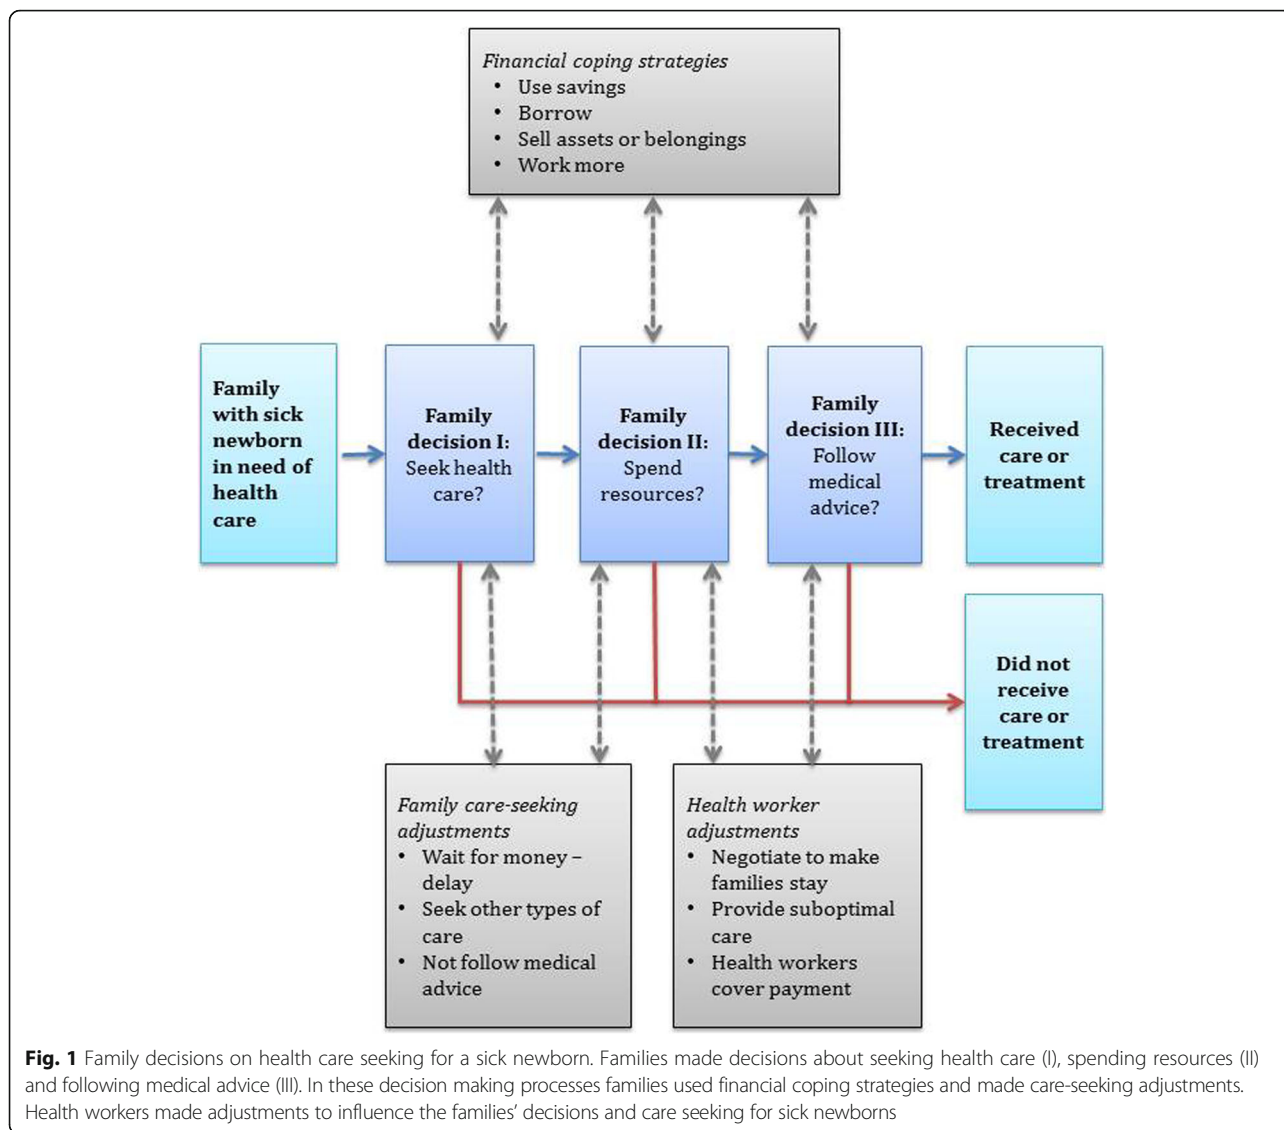 Financial coping strategies
• Use savings
• Borrow
• Sell assets or belongings
• Work more
Family
with sick
newborn
in need of
health
care
Family
decision I:
Seek health
care?
Family
decision II:
Spend
resources?
Family
decision III:
Follow
medical
advice?
Received
care or
treatment
Did not
receive
care or
treatment
Family care-seeking
adjustments
• Wait for money –
delay
• Seek other types of
care
• Not follow medical
advice
Health worker
adjustments
• Negotiate to make
families stay
• Provide suboptimal
care
• Health workers
cover payment
Fig. 1 Family decisions on health care seeking for a sick newborn. Families made decisions about seeking health care (I), spending resources (II)
and following medical advice (III). In these decision making processes families used financial coping strategies and made care-seeking adjustments.
Health workers made adjustments to influence the families’ decisions and care seeking for sick newborns